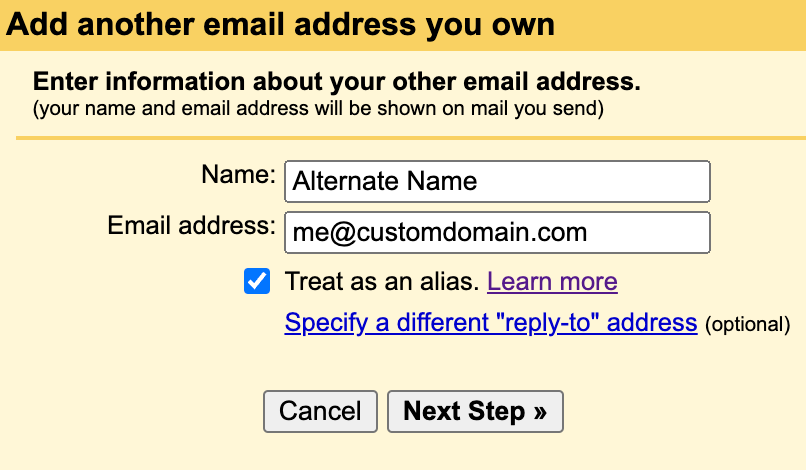 Add another email address you own
Enter information about your other email address.
(your name and email address will be shown on mail you send)
Name: Alternate Name
Email address: me@customdomain.com
Treat as an alias. Learn more
Specify a different "reply-to" address (optional)
Cancel Next Step »